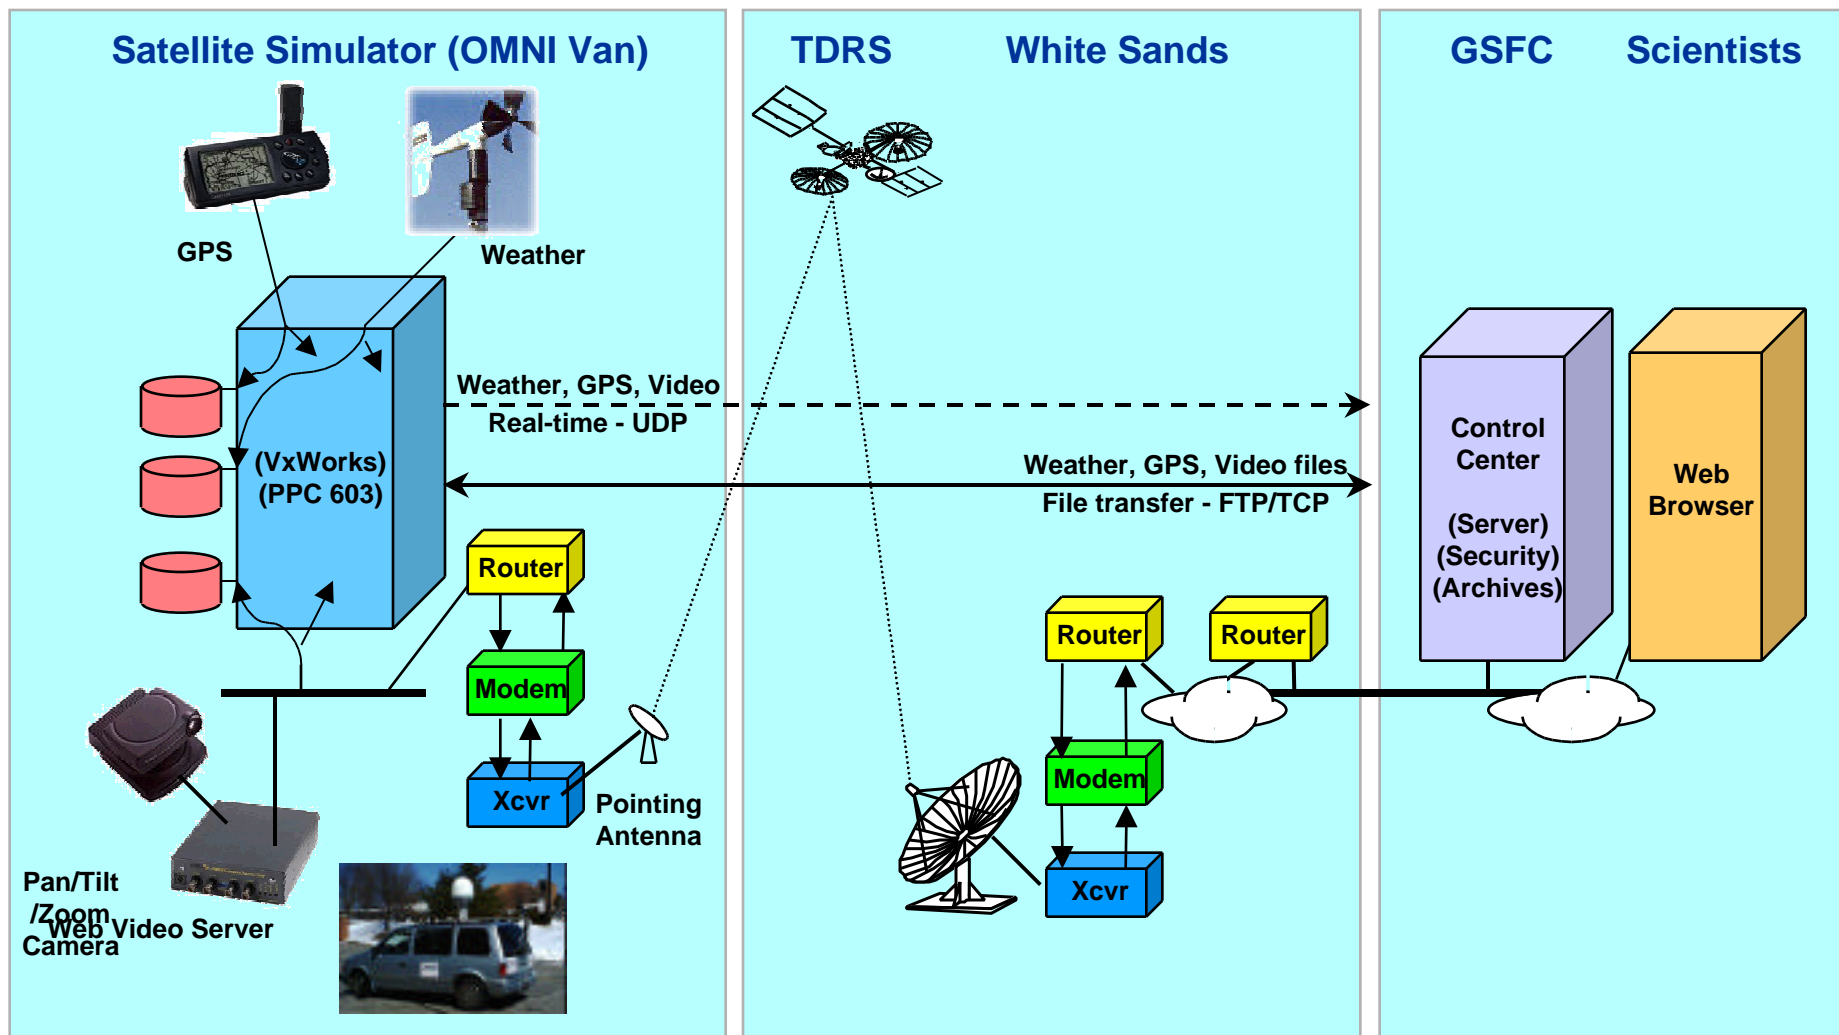 Satellite Simulator (OMNI Van)
GPS
Weather
(VxWorks)
(PPC 603)
Router
Modem
Xcvr
Pointing
Antenna
Pan/Tilt
/Zoom
Camera
Web Video Server
TDRS
White Sands
Weather, GPS, Video
Real-time - UDP
Weather, GPS, Video files
File transfer - FTP/TCP
Router
Router
Modem
Xcvr
GSFC
Scientists
Control
Center
(Server)
(Security)
(Archives)
Web
Browser